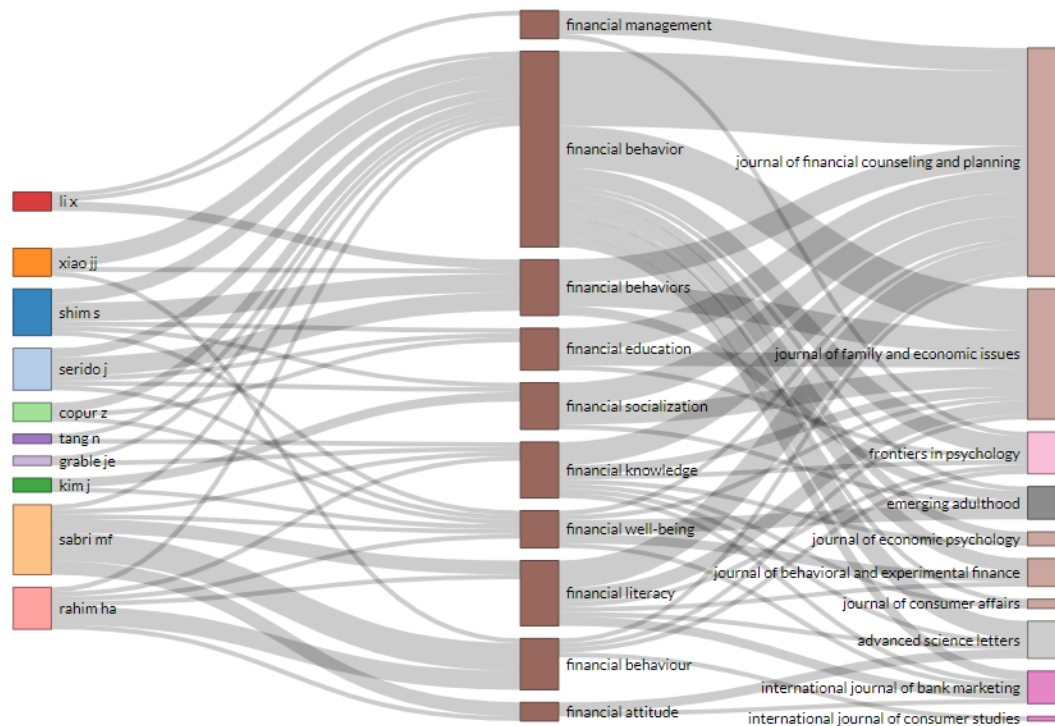 li x
xiao jj
shim s
serido j
copur z
tang n
grable je
kim j
sabri mf
rahim ha
financial management
financial behavior
financial behaviors
financial education
financial socialization
financial knowledge
financial well-being
financial literacy
financial behaviour
financial attitude
journal of financial counseling and planning
journal of family and economic issues
frontiers in psychology
emerging adulthood
journal of economic psychology
journal of behavioral and experimental finance
journal of consumer affairs
advanced science letters
international journal of bank marketing
international journal of consumer studies